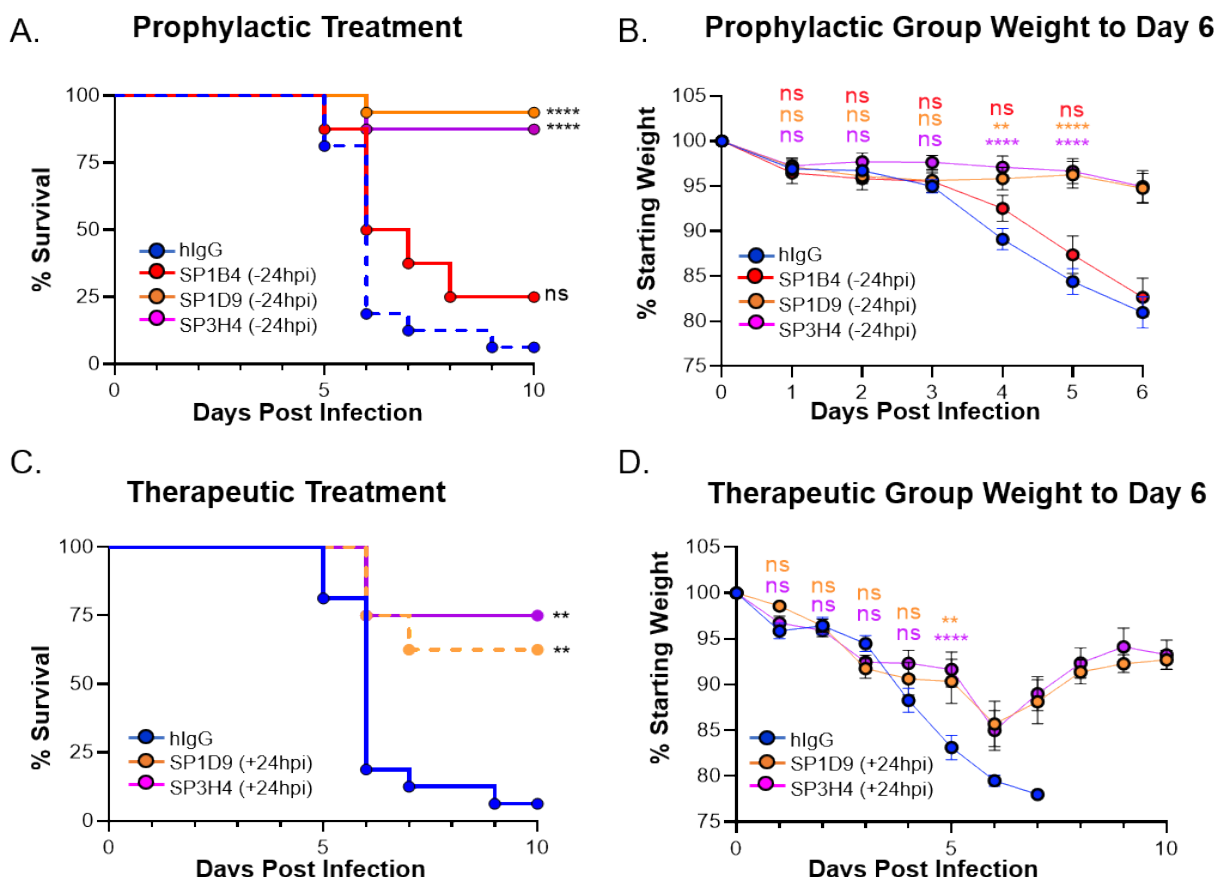 A.
Prophylactic Treatment
100
75
50
25
0
% Survival
hIgG
SP1B4 (-24hpi)
SP1D9 (-24hpi)
SP3H4 (-24hpi)
****
****
ns
0
5
10
Days Post Infection
B.
Prophylactic Group Weight to Day 6
105
100
95
90
85
80
75
% Starting Weight
ns
ns
ns
ns
ns
ns
ns
ns
ns
ns
**
****
ns
****
****
hIgG
SP1B4 (-24hpi)
SP1D9 (-24hpi)
SP3H4 (-24hpi)
0
1
2
3
4
5
6
Days Post Infection
C.
Therapeutic Treatment
100
75
50
25
0
% Survival
**
**
hIgG
SP1D9 (+24hpi)
SP3H4 (+24hpi)
0
5
10
Days Post Infection
D.
Therapeutic Group Weight to Day 6
105
100
95
90
85
80
75
% Starting Weight
ns
ns
ns
ns
ns
ns
ns
ns
**
****
hIgG
SP1D9 (+24hpi)
SP3H4 (+24hpi)
0
5
10
Days Post Infection